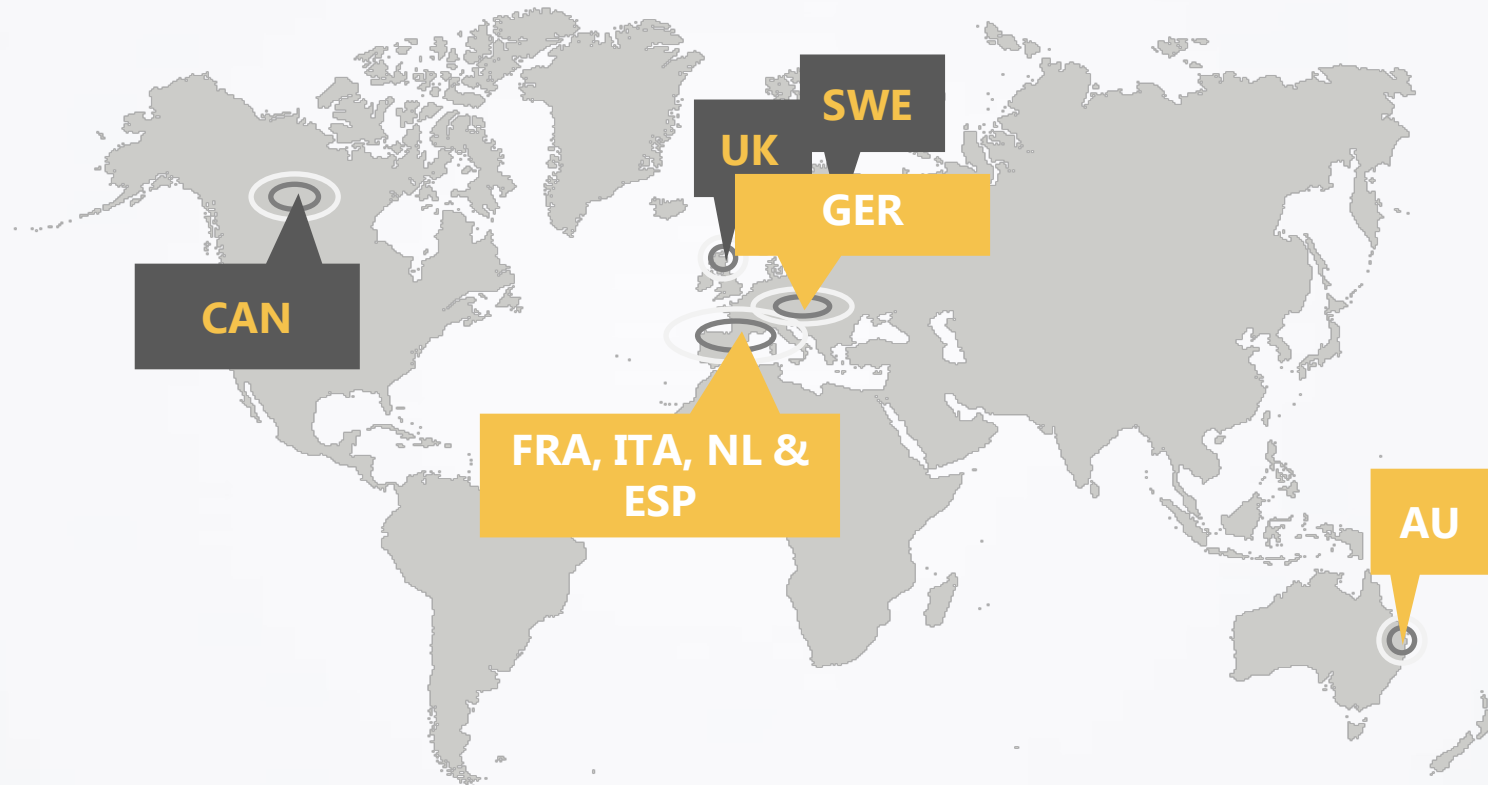 SWE
UK
GER
CAN
FRA, ITA, NL &
ESP
AU